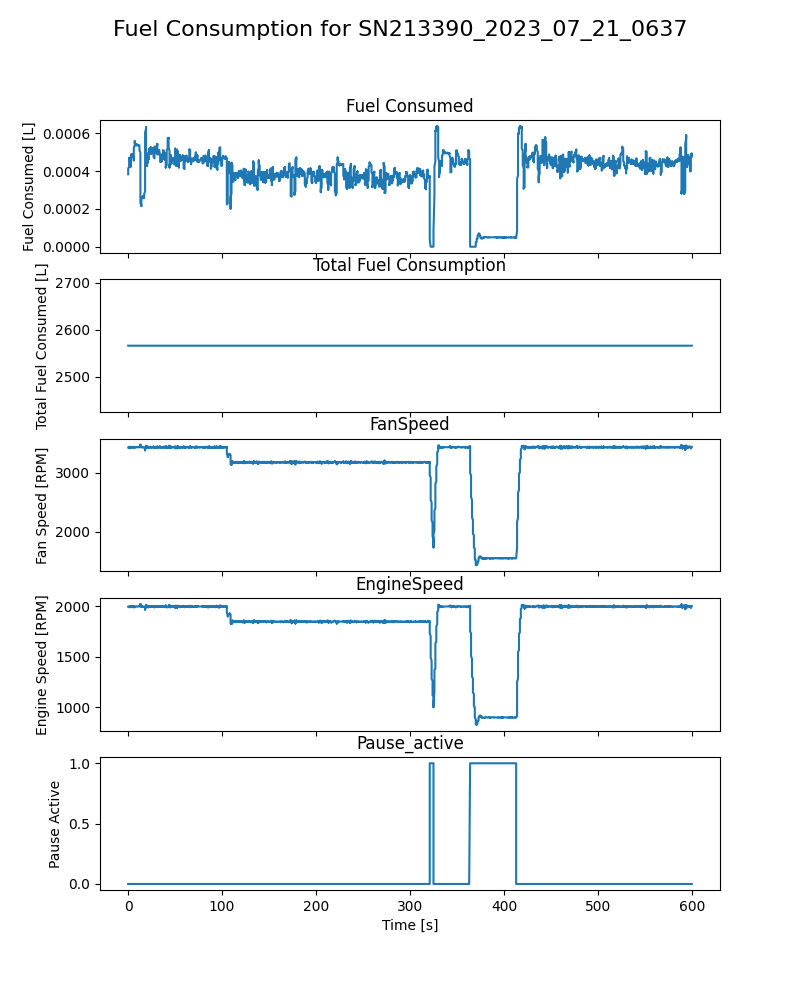 Fuel Consumption for SN213390_2023_07_21_0637
Fuel Consumed
Fuel Consumed [L]
0.0006
0.0004
0.0002
0.0000
Total Fuel Consumption
Total Fuel Consumed [L]
2700
2600
2500
FanSpeed
Fan Speed [RPM]
3000
2000
EngineSpeed
Engine Speed [RPM]
2000
1500
1000
Pause_active
Pause Active
1.0
0.5
0.0
0 100 200 300 400 500 600
Time [s]